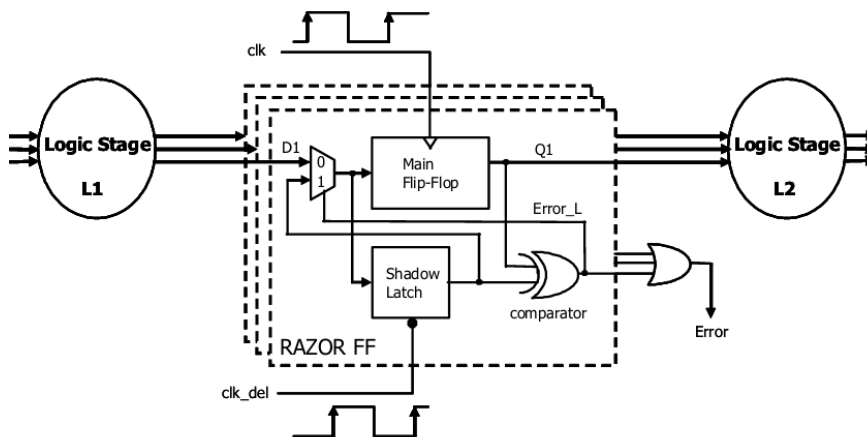 clk
Logic Stage
L1
D1
0
1
Main
Flip-Flop
Q1
Error_L
Logic Stage
L2
Shadow
Latch
comparator
Error
RAZOR FF
clk_del